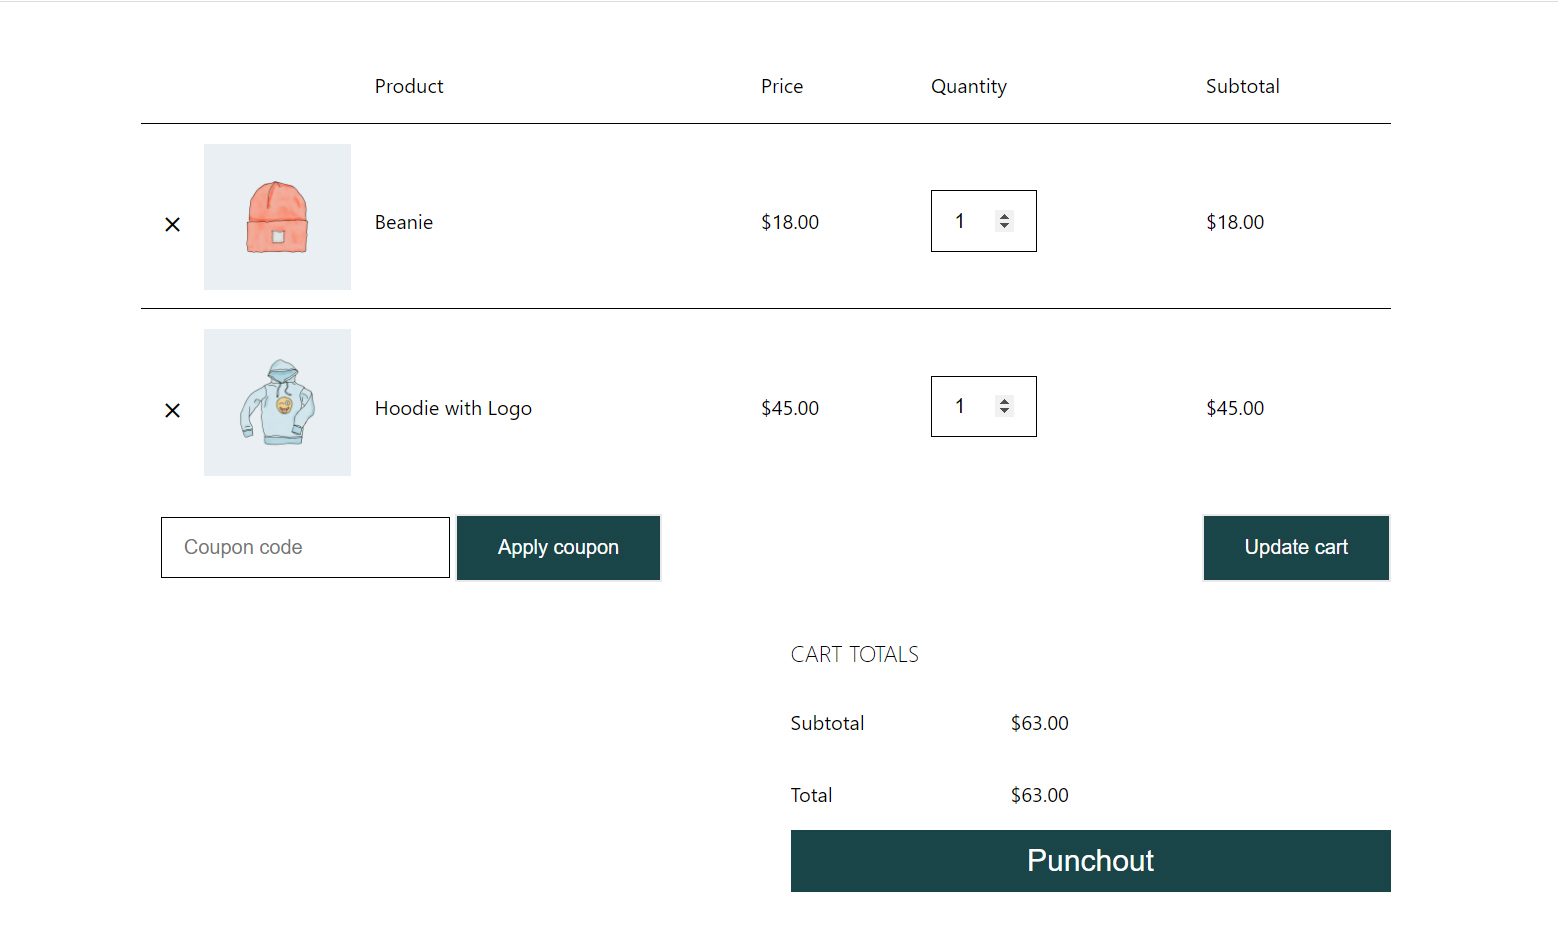 Product Price Quantity Subtotal
Beanie $18.00 1 $18.00
Hoodie with Logo $45.00 1 $45.00
Coupon code Apply coupon Update cart
CART TOTALS
Subtotal $63.00
Total $63.00
Punchout